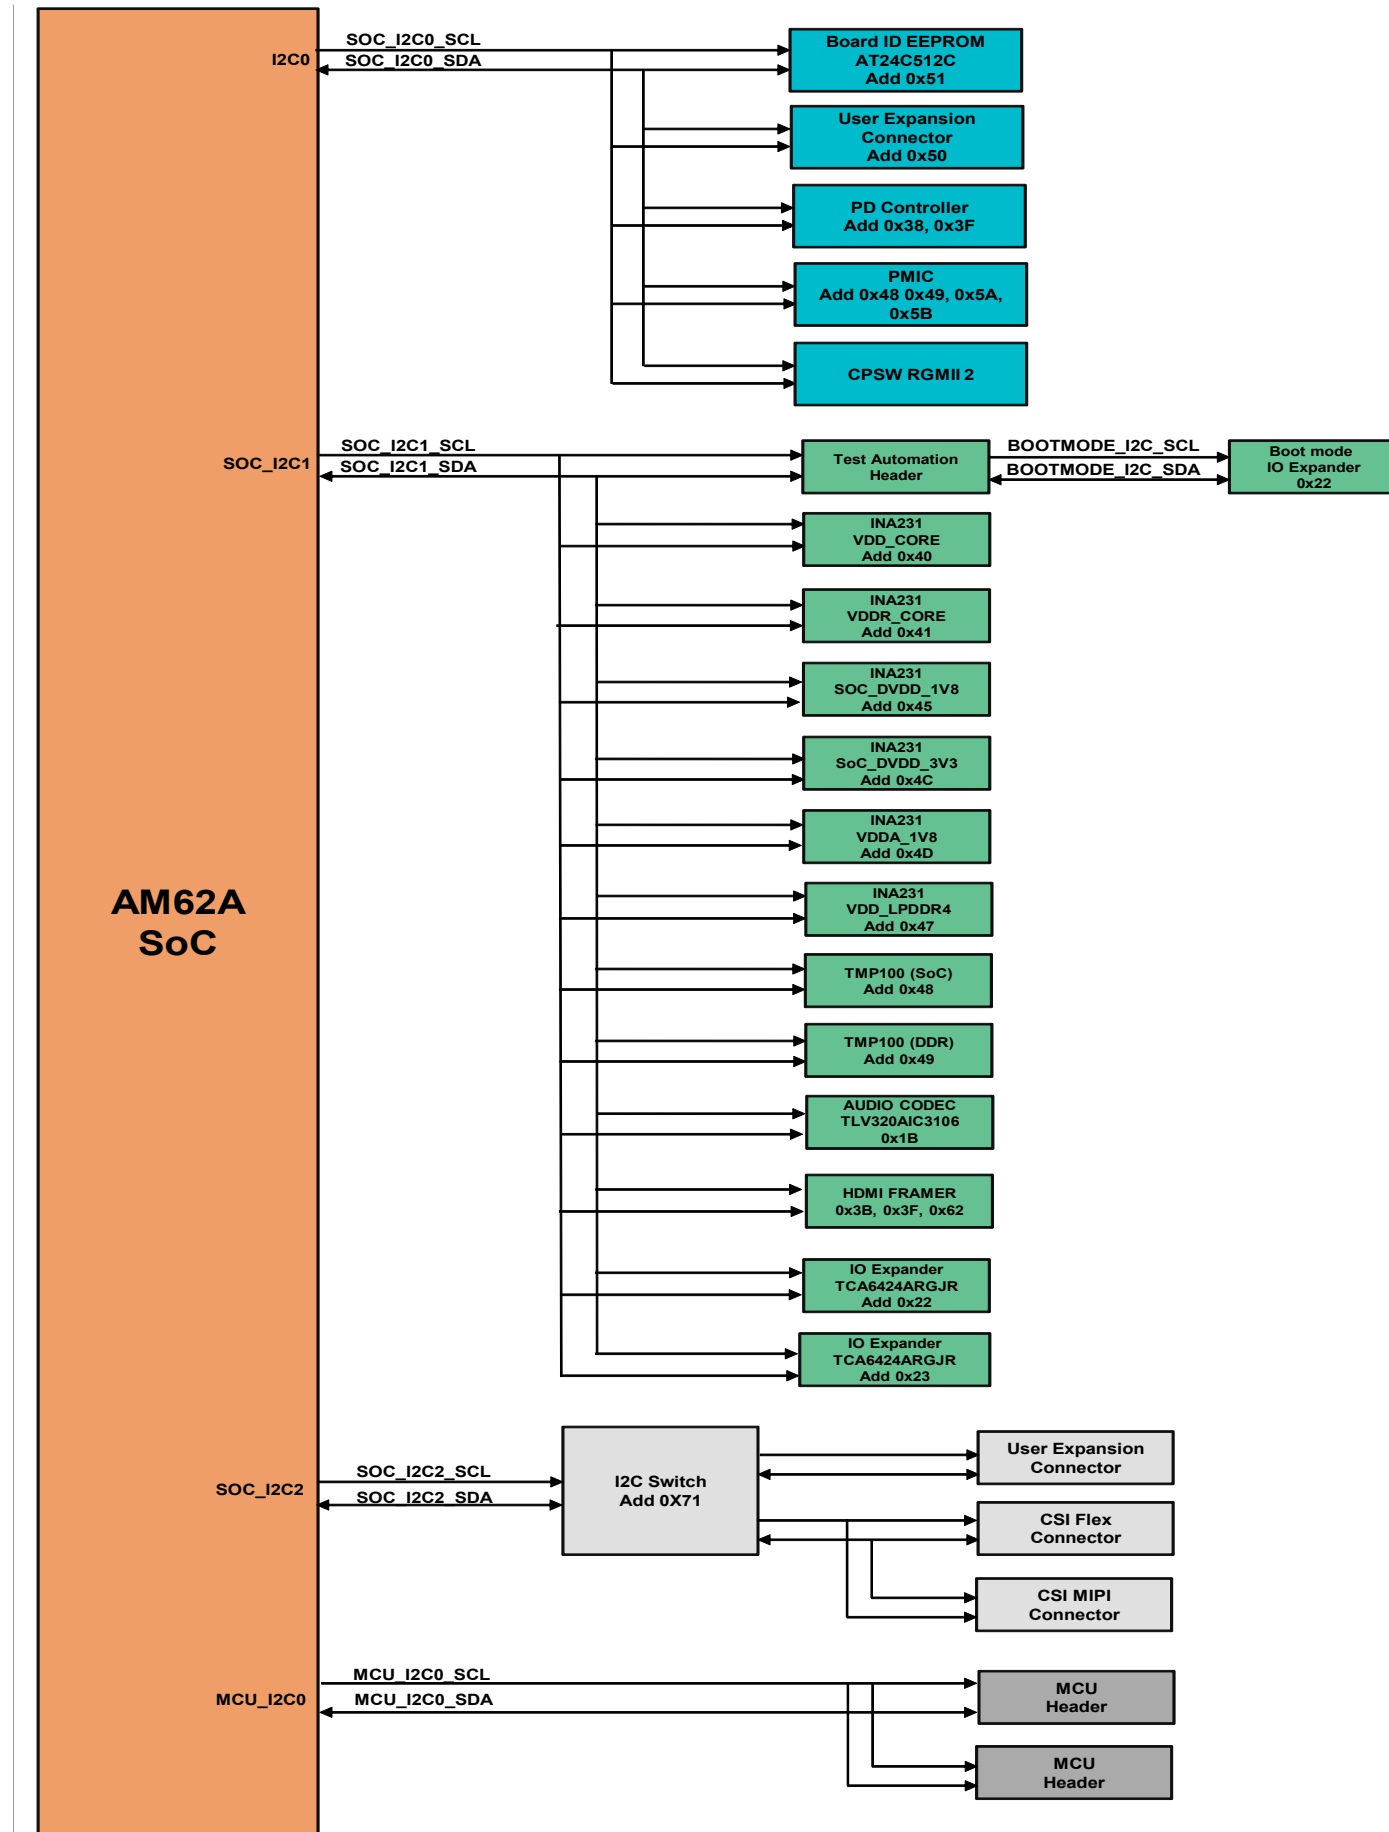 I2C0
SOC_I2C0_SCL
SOC_I2C0_SDA
Board ID EEPROM
AT24C512C
Add 0x51
User Expansion
Connector
Add 0x50
PD Controller
Add 0x38, 0x3F
PMIC
Add 0x48 0x49, 0x5A,
0x5B
CPSW RGMII 2
SOC_I2C1
SOC_I2C1_SCL
SOC_I2C1_SDA
Test Automation
Header
BOOTMODE_I2C_SCL
BOOTMODE_I2C_SDA
Boot mode
IO Expander
0x22
INA231
VDD_CORE
Add 0x40
INA231
VDDR_CORE
Add 0x41
INA231
SOC_DVDD_1V8
Add 0x45
INA231
SoC_DVDD_3V3
Add 0x4C
INA231
VDDA_1V8
Add 0x4D
INA231
VDD_LPDDR4
Add 0x47
AM62A
SoC
TMP100 (SoC)
Add 0x48
TMP100 (DDR)
Add 0x49
AUDIO CODEC
TLV320AIC3106
0x1B
HDMI FRAMER
0x3B, 0x3F, 0x62
IO Expander
TCA6424ARGJR
Add 0x22
IO Expander
TCA6424ARGJR
Add 0x23
SOC_I2C2
SOC_I2C2_SCL
SOC_I2C2_SDA
I2C Switch
Add 0X71
User Expansion
Connector
CSI Flex
Connector
CSI MIPI
Connector
MCU_I2C0
MCU_I2C0_SCL
MCU_I2C0_SDA
MCU
Header
MCU
Header